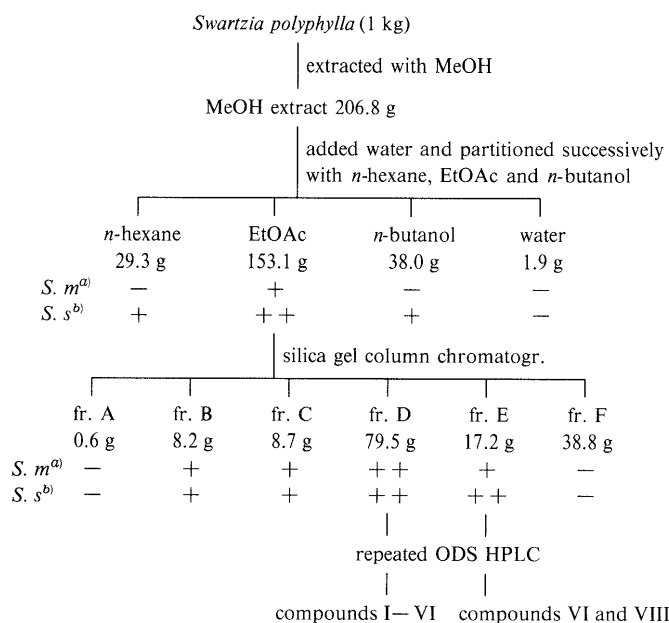 Swartzia polyphylla (1 kg)
extracted with MeOH
MeOH extract 206.8 g
added water and partitioned successively
with n-hexane, EtOAc and n-butanol
n-hexane EtOAc n-butanol water
29.3 g 153.1 g 38.0 g 1.9 g
S. m a) − + − −
S. s b) + ++ + −
silica gel column chromatogr.
fr. A fr. B fr. C fr. D fr. E fr. F
0.6 g 8.2 g 8.7 g 79.5 g 17.2 g 38.8 g
S. m a) − + + ++ + −
S. s b) − + + ++ ++ −
repeated ODS HPLC
compounds I—VI compounds VI and VIII